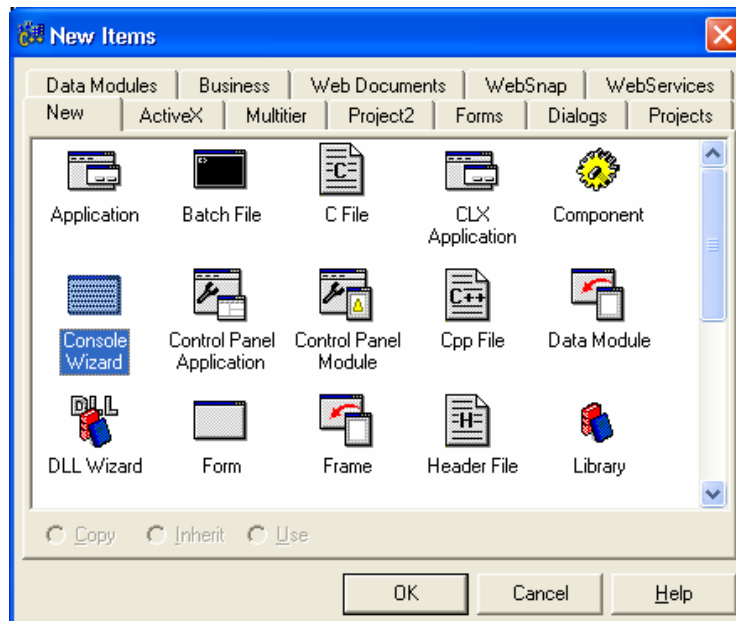 New Items
Data Modules Business Web Documents WebSnap WebServices
New ActiveX Multitier Project2 Forms Dialogs Projects
Application Batch File C File CLX Application Component
Console Wizard Control Panel Application Control Panel Module Cpp File Data Module
DLL Wizard Form Frame Header File Library
Copy Inherit Use
OK Cancel Help